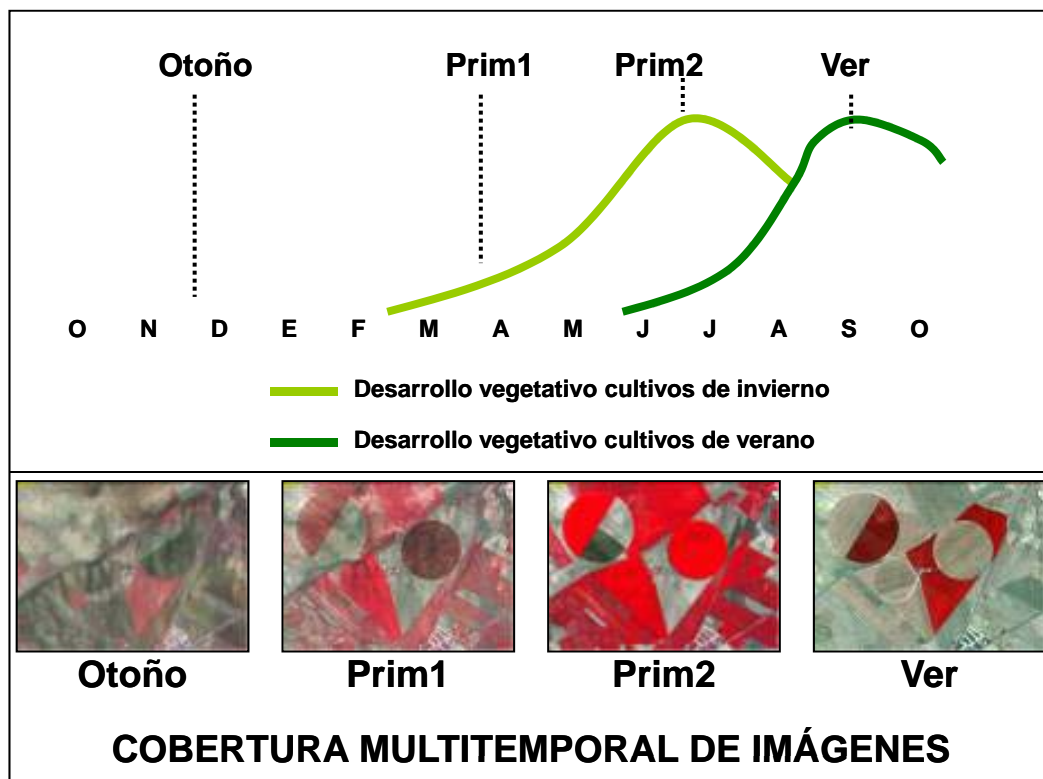 Otoño Prim1 Prim2 Ver
O N D E F M A M J J A S O
Desarrollo vegetativo cultivos de invierno
Desarrollo vegetativo cultivos de verano
Otoño Prim1 Prim2 Ver
COBERTURA MULTITEMPORAL DE IMÁGENES